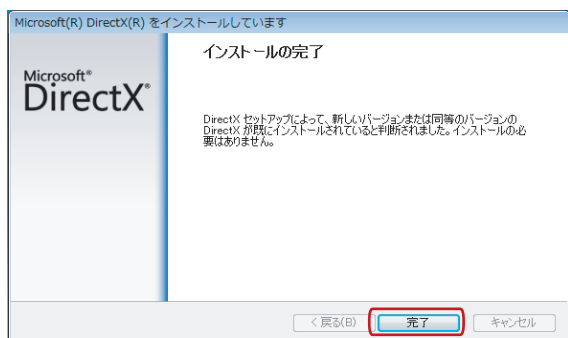 Microsoft(R) DirectX(R) をインストールしています
インストールの完了
Microsoft®
DirectX®
DirectX セットアップによって、新しいバージョンまたは同等のバージョンの
DirectX が既にインストールされていると判断されました。インストールの必
要はありません。
< 戻る(B)
完了
キャンセル